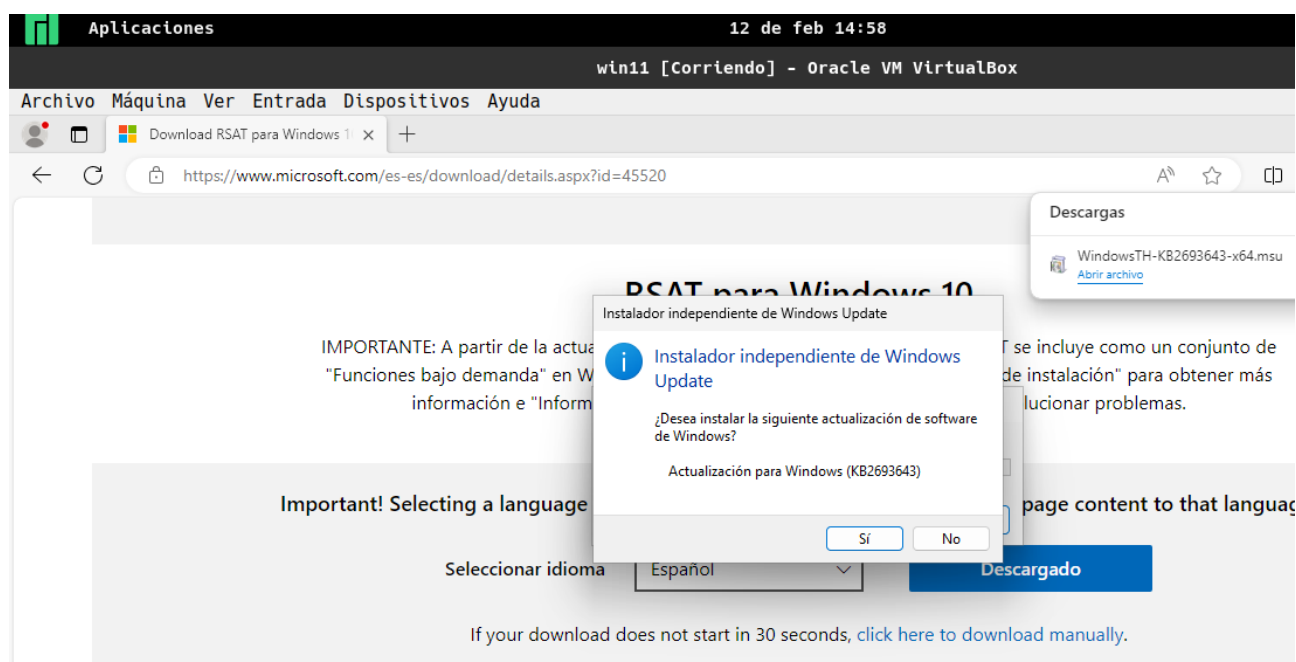 Aplicaciones 12 de feb 14:58
win11 [Corriendo] - Oracle VM VirtualBox
Archivo Máquina Ver Entrada Dispositivos Ayuda
Download RSAT para Windows 1
https://www.microsoft.com/es-es/download/details.aspx?id=45520
Descargas
WindowsTH-KB2693643-x64.msu
Abrir archivo
RSAT para Windows 10
Instalador independiente de Windows Update
IMPORTANTE: A partir de la actua
T se incluye como un conjunto de
Instalador independiente de Windows
Update
"Funciones bajo demanda" en W
de instalación" para obtener más
información e "Inform
lucionar problemas.
¿Desea instalar la siguiente actualización de software
de Windows?
Actualización para Windows (KB2693643)
Important! Selecting a language
page content to that languag
Sí No
Seleccionar idioma Español Descargado
If your download does not start in 30 seconds, click here to download manually.